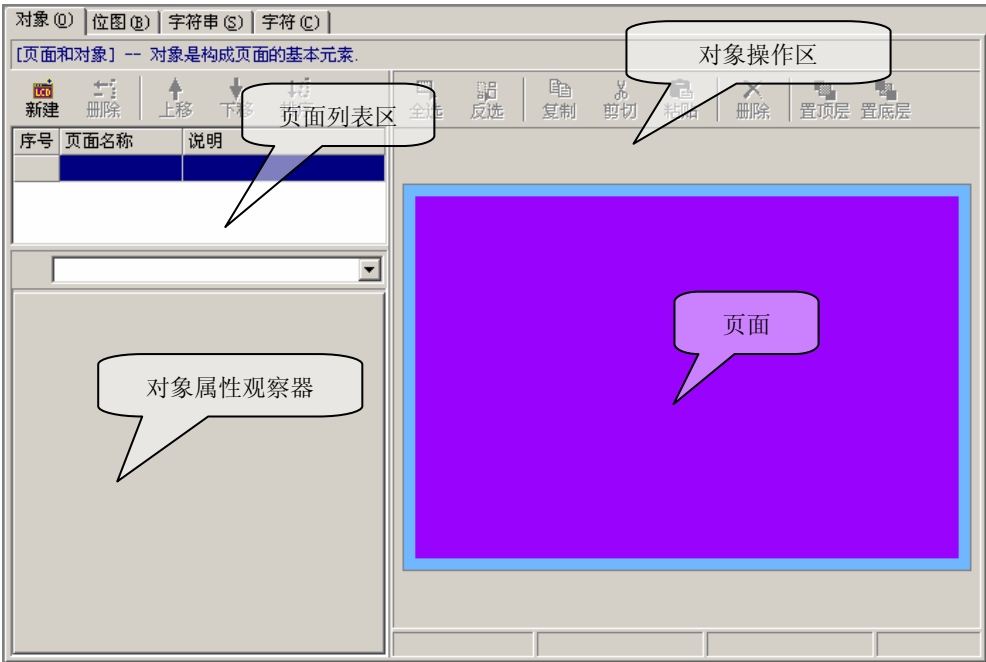 对象(O) 位图(B) 字符串(S) 字符(C)
[页面和对象] -- 对象是构成页面的基本元素.
对象操作区
新建 删除 上移 下移
页面列表区
全选 反选 复制 剪切 粘贴 删除 置顶层 置底层
序号 页面名称 说明
页面
对象属性观察器